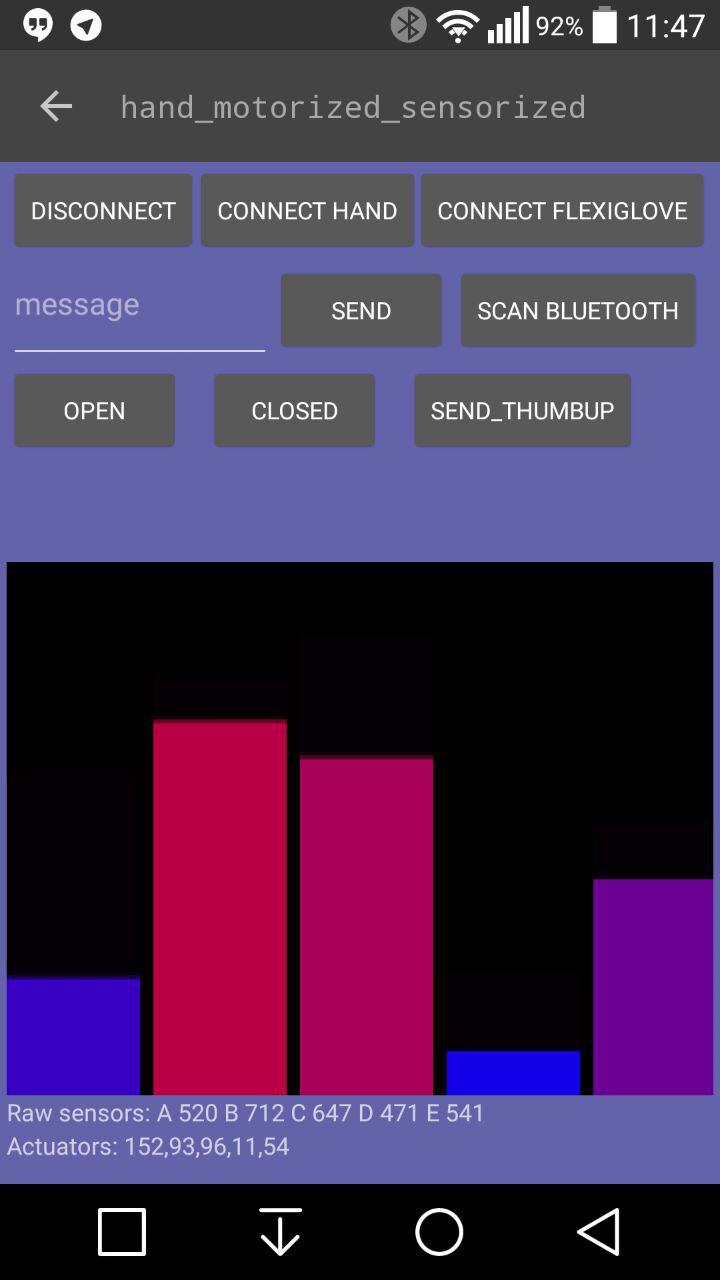 92% 11:47
hand_motorized_sensorized
DISCONNECT CONNECT HAND CONNECT FLEXIGLOVE
message SEND SCAN BLUETOOTH
OPEN CLOSED SEND_THUMBUP
Raw sensors: A 520 B 712 C 647 D 471 E 541
Actuators: 152,93,96,11,54